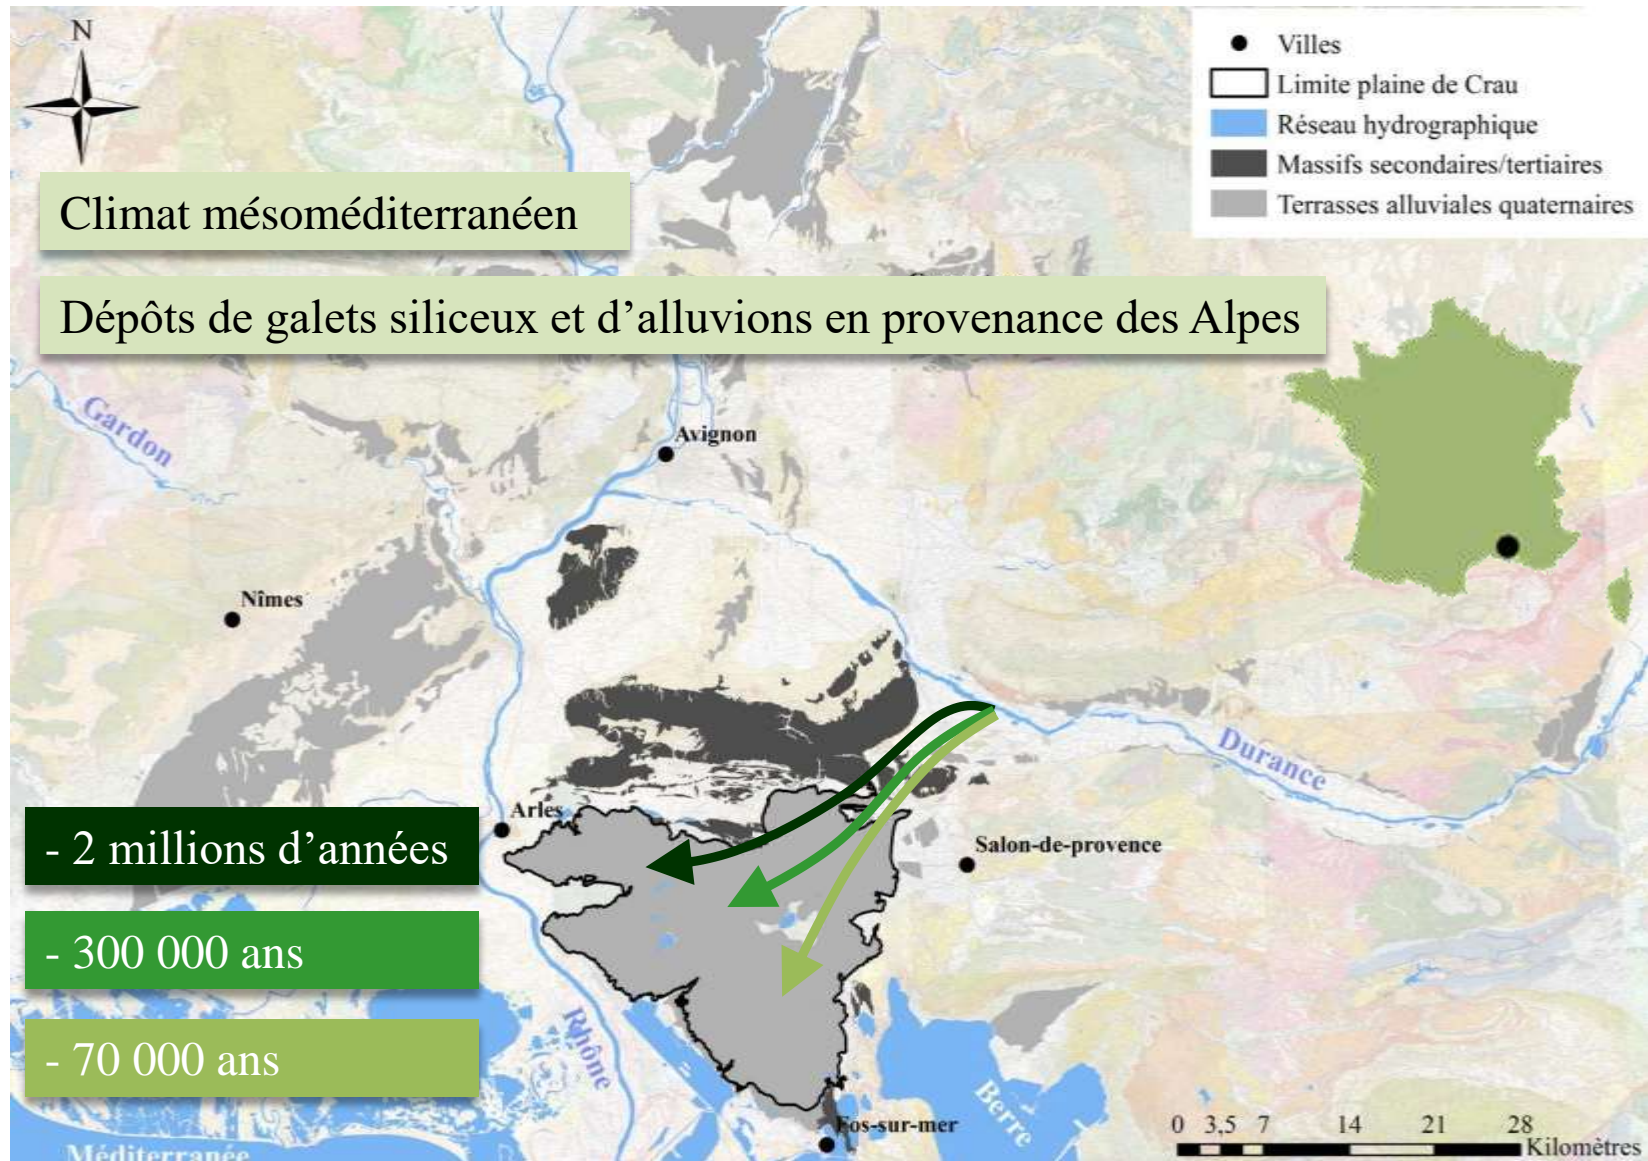 N
Villes
Limite plaine de Crau
Réseau hydrographique
Massifs secondaires/tertiaires
Terrasses alluviales quaternaires
Climat mésoméditerranéen
Dépôts de galets siliceux et d’alluvions en provenance des Alpes
Gardon
Avignon
Nîmes
Durance
Arles
Salon-de-provence
- 2 millions d’années
- 300 000 ans
- 70 000 ans
Rhône
Berre
Fos-sur-mer
Méditerranée
0 3,5 7 14 21 28
Kilomètres